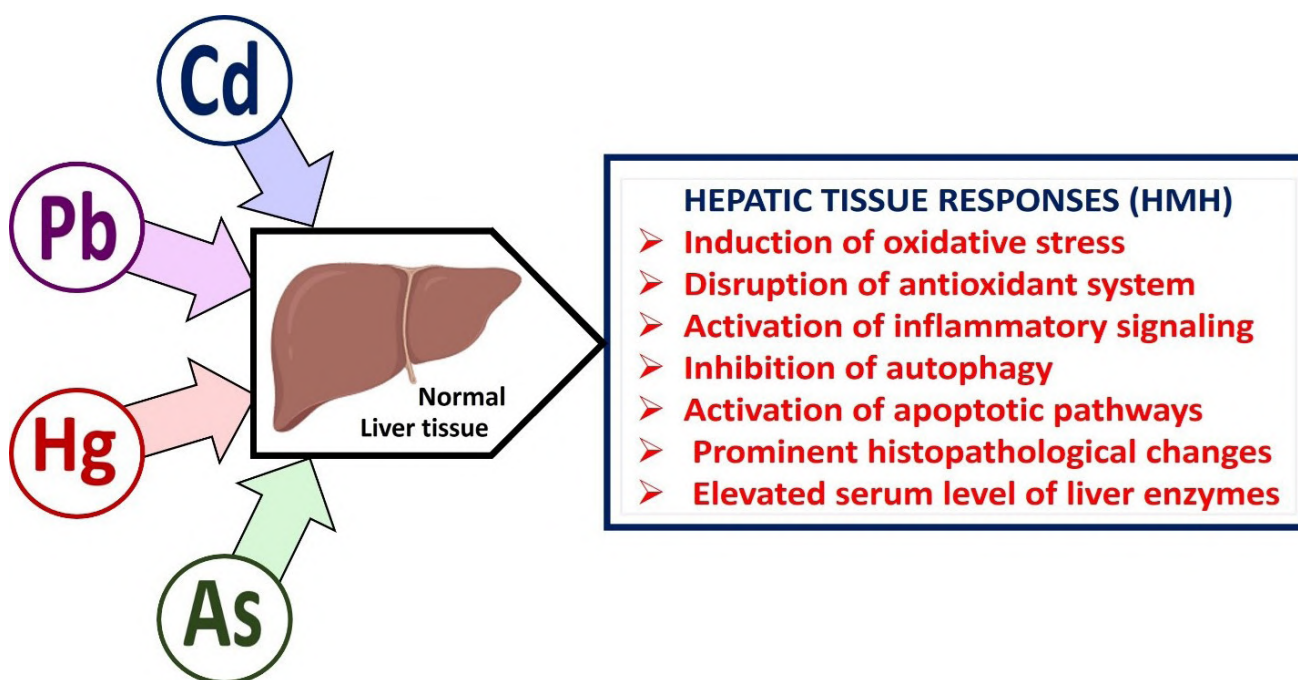 Cd
Pb
Hg
As
Normal
Liver tissue
HEPATIC TISSUE RESPONSES (HMH)
➢ Induction of oxidative stress
➢ Disruption of antioxidant system
➢ Activation of inflammatory signaling
➢ Inhibition of autophagy
➢ Activation of apoptotic pathways
➢ Prominent histopathological changes
➢ Elevated serum level of liver enzymes